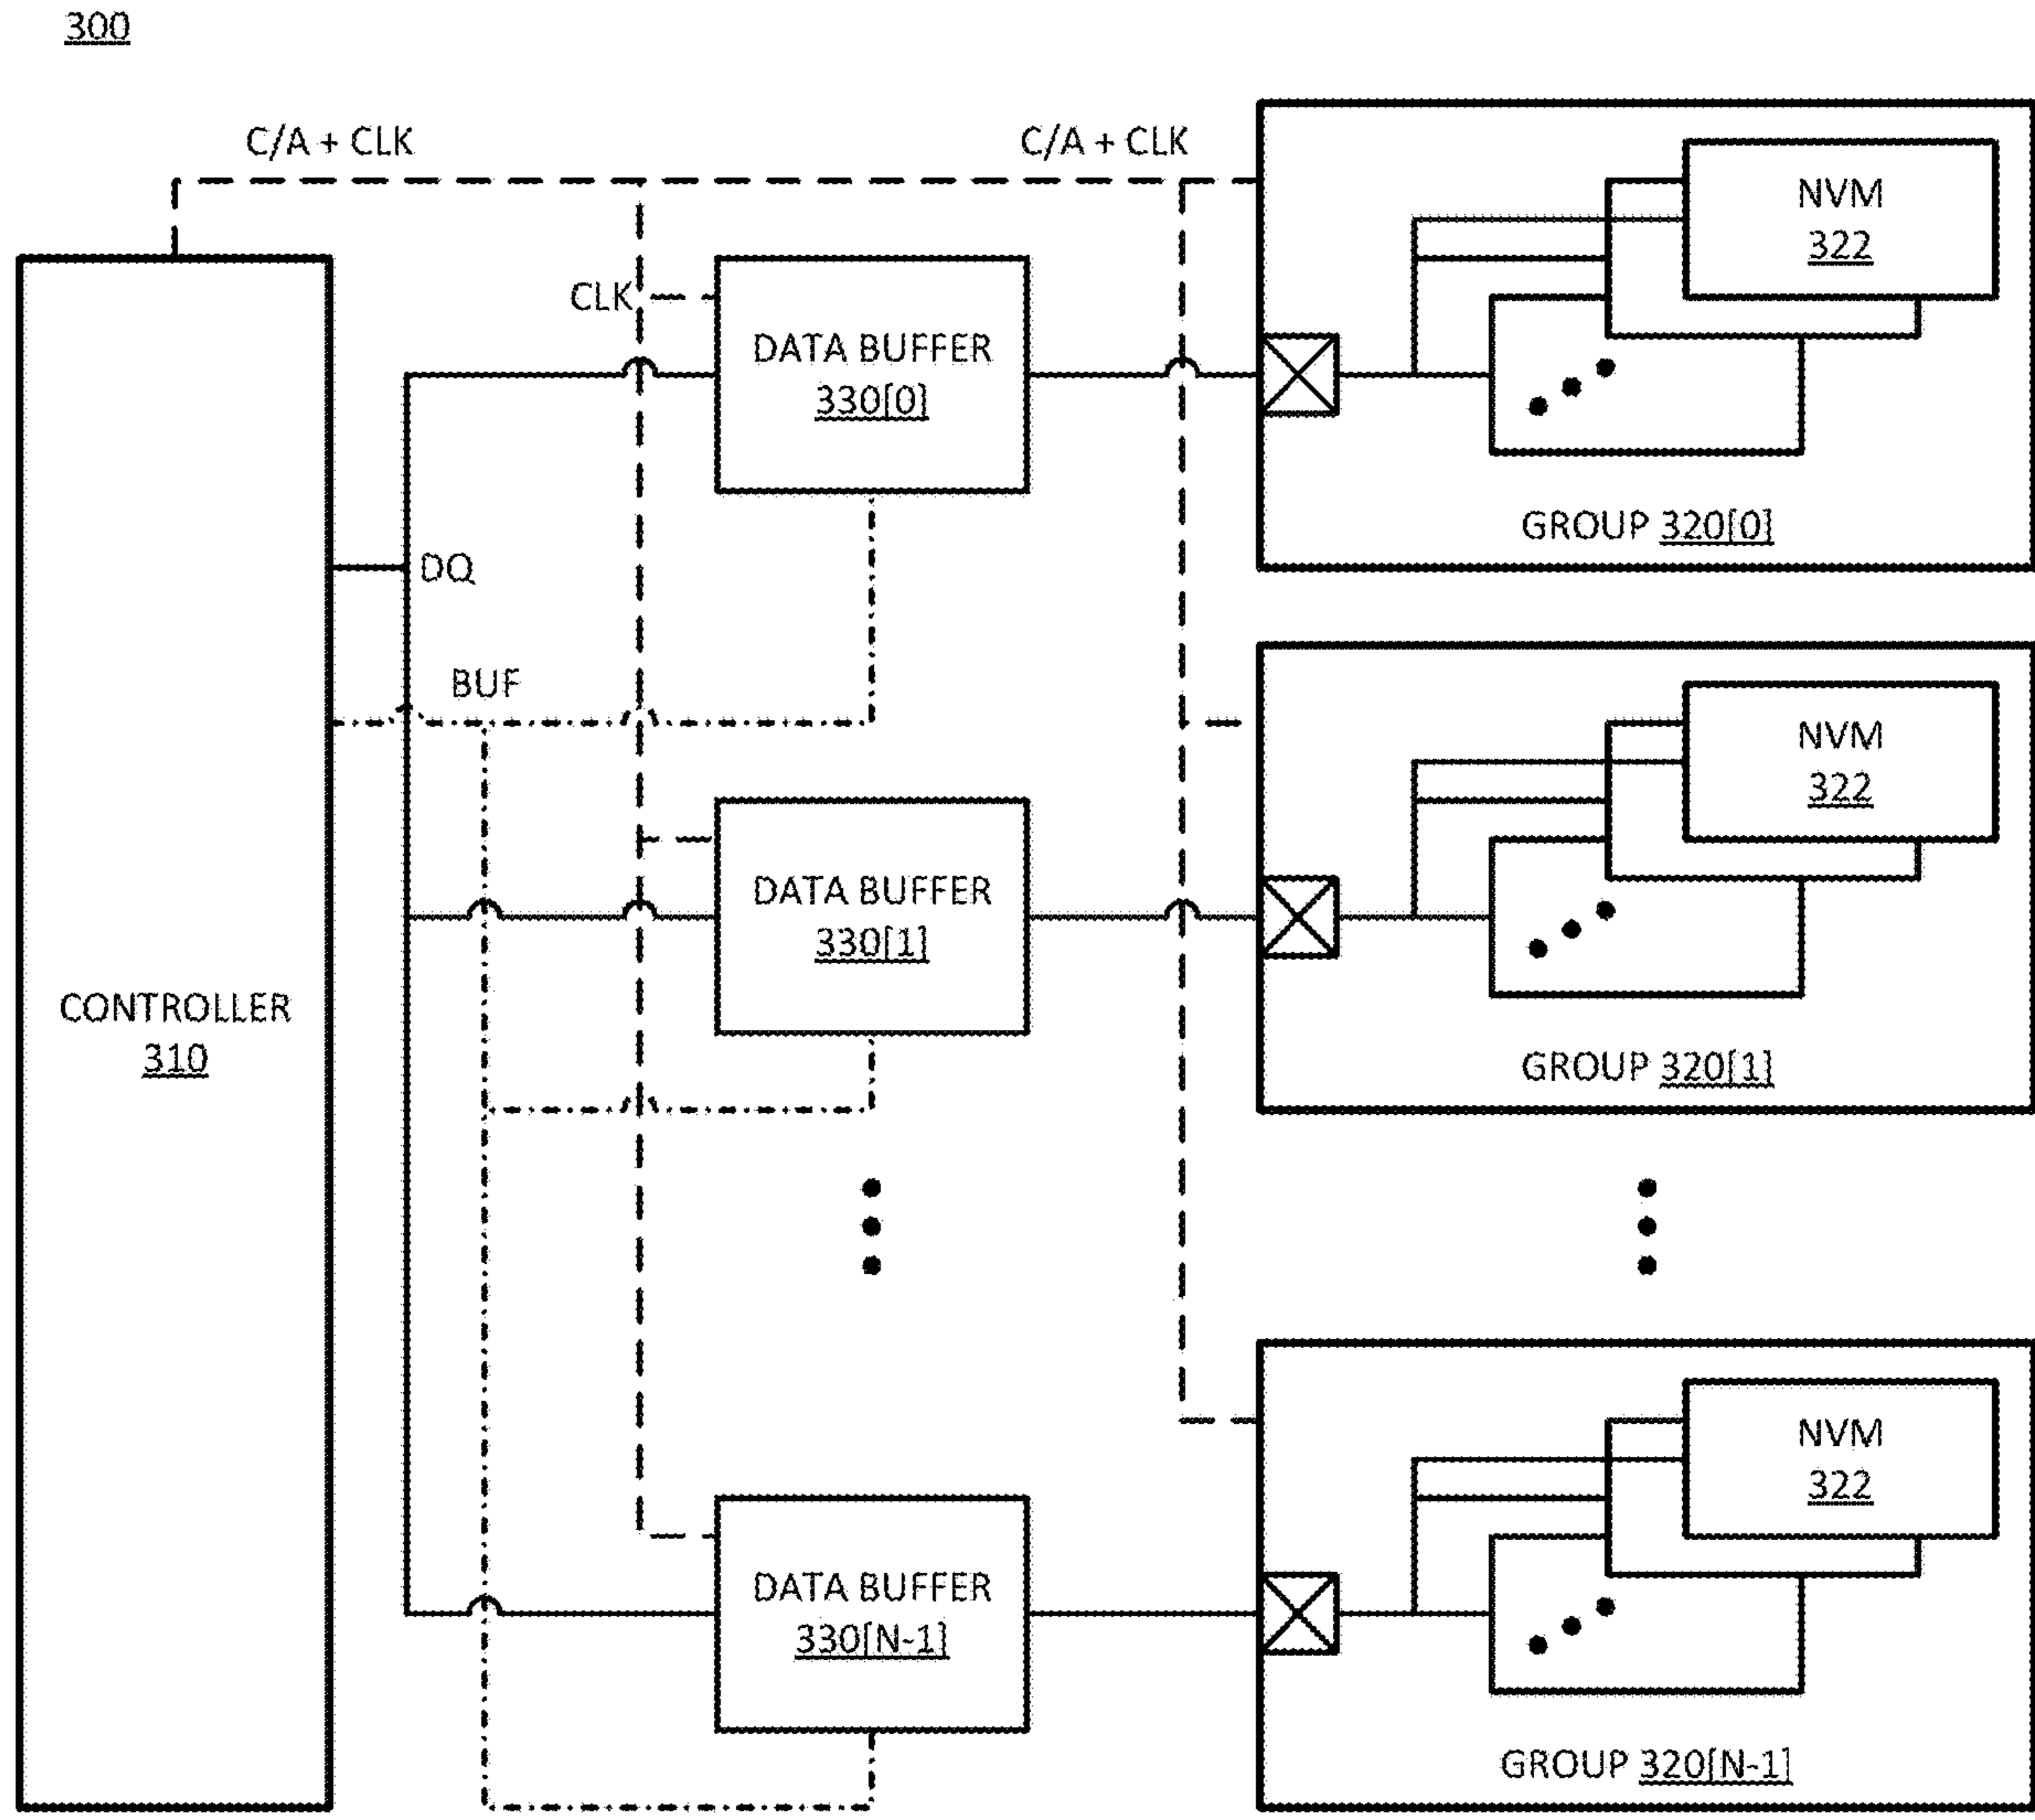 300
C/A + CLK
C/A + CLK
NVM
322
CLK
DATA BUFFER
330[0]
GROUP 320[0]
DQ
BUF
NVM
322
DATA BUFFER
330[1]
CONTROLLER
310
GROUP 320[1]
NVM
322
DATA BUFFER
330[N-1]
GROUP 320[N-1]